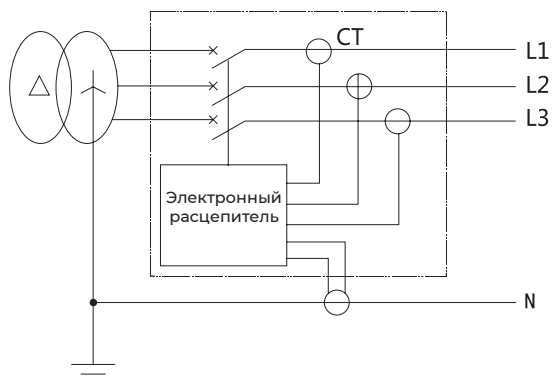 CT
L1
L2
L3
Электронный
расцепитель
N